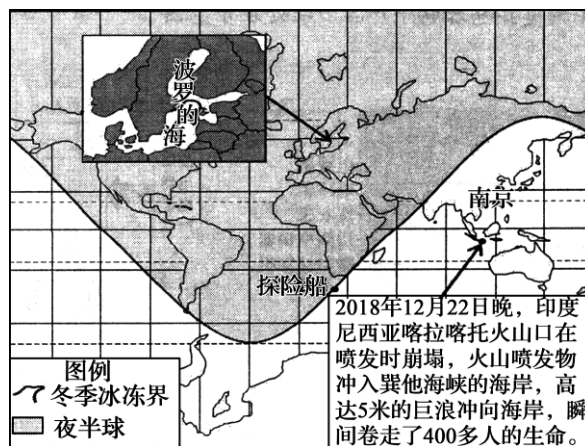 波
罗
的
海
南京
探险船
2018年12月22日晚，印度
尼西亚喀拉喀托火山口在
喷发时崩塌，火山喷发物
冲入巽他海峡的海岸，高
达5米的巨浪冲向海岸，瞬
间卷走了400多人的生命。
图例
冬季冰冻界
夜半球